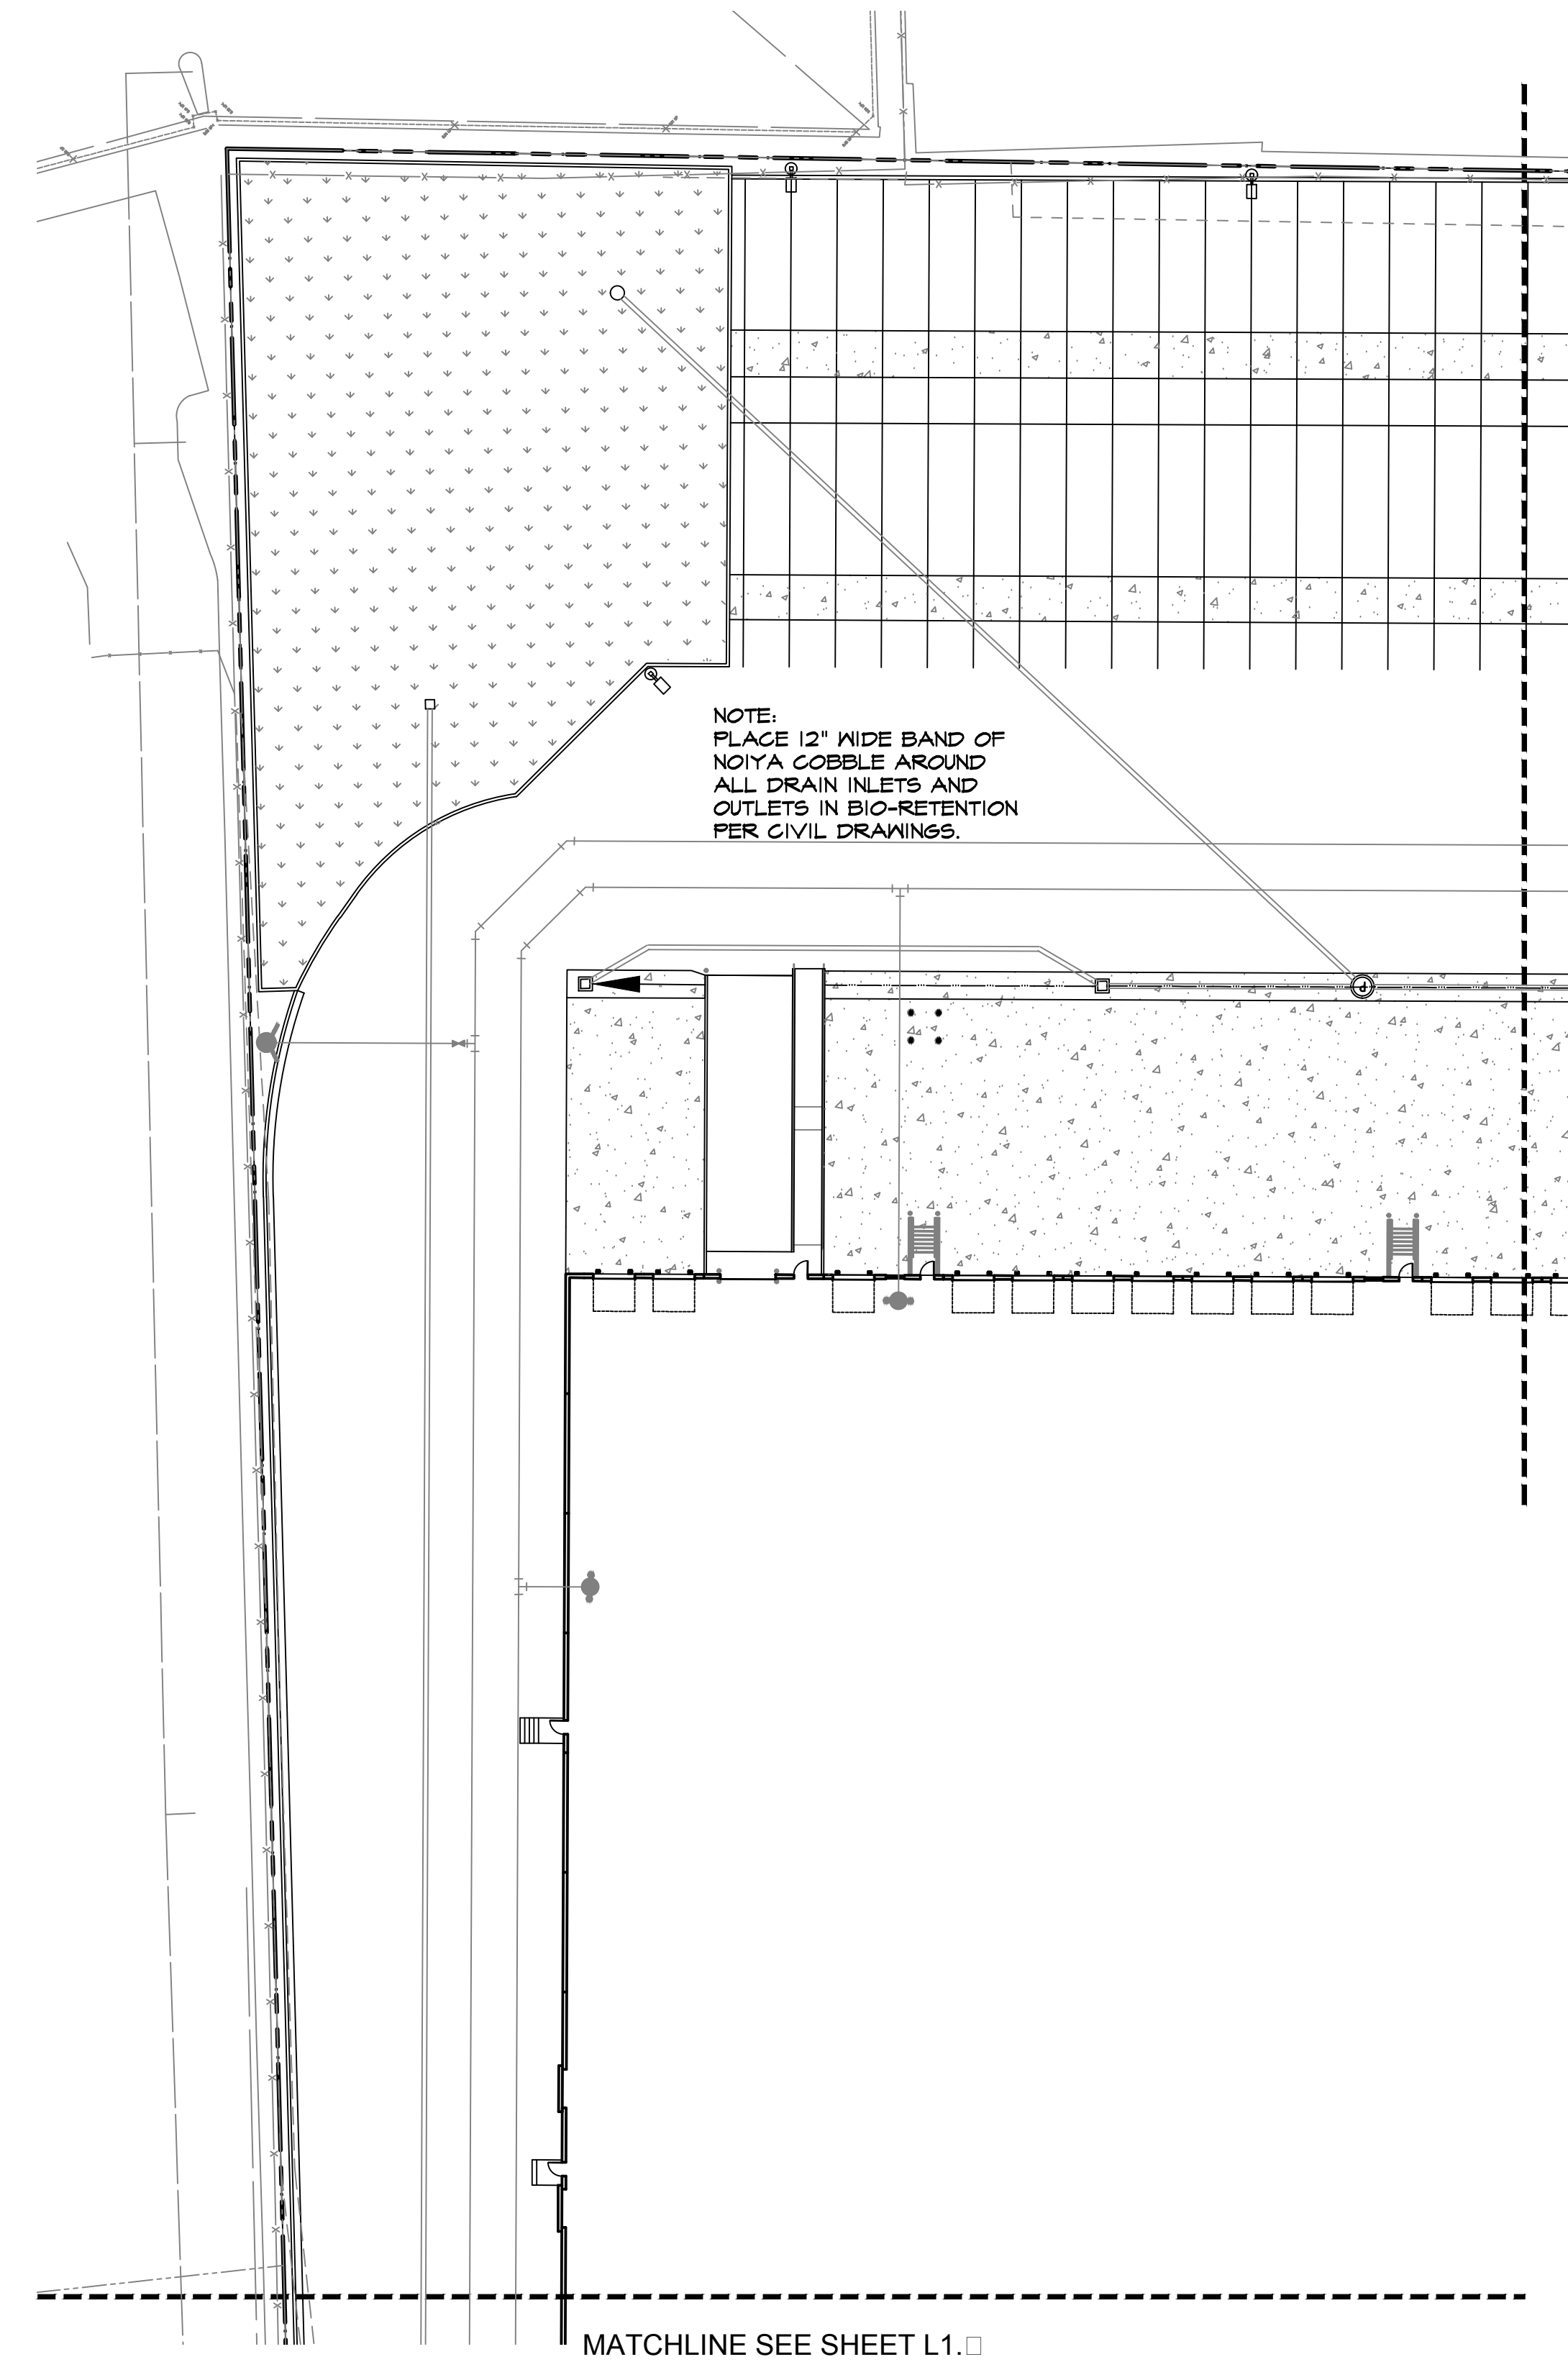 NOTE:
PLACE 12" WIDE BAND OF
NOIYA COBBLE AROUND
ALL DRAIN INLETS AND
OUTLETS IN BIO-RETENTION
PER CIVIL DRAWINGS.
P
MATCHLINE SEE SHEET L1.